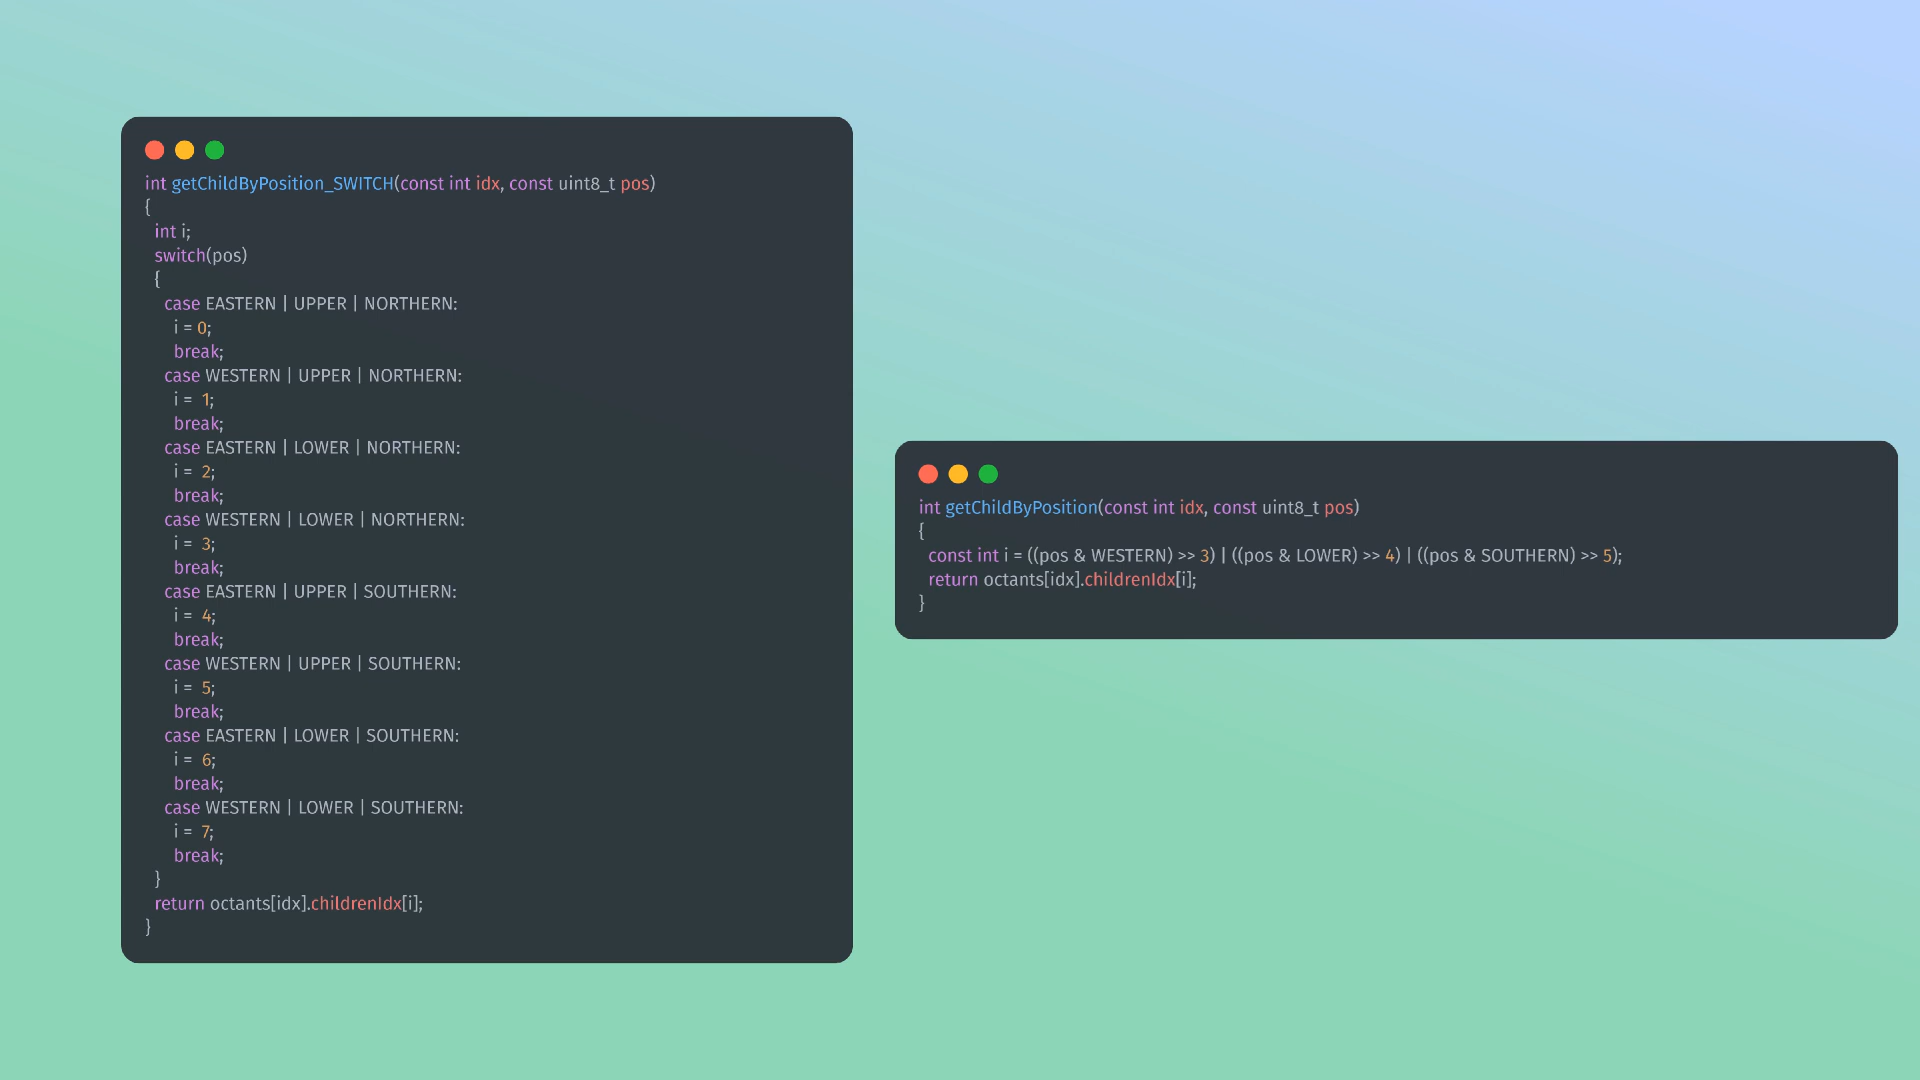 int getChildByPosition_SWITCH(const int idx, const uint8_t pos)
{
int i;
switch(pos)
{
case EASTERN | UPPER | NORTHERN:
i = 0;
break;
case WESTERN | UPPER | NORTHERN:
i =  1;
break;
case EASTERN | LOWER | NORTHERN:
i =  2;
break;
case WESTERN | LOWER | NORTHERN:
i =  3;
break;
case EASTERN | UPPER | SOUTHERN:
i =  4;
break;
case WESTERN | UPPER | SOUTHERN:
i =  5;
break;
case EASTERN | LOWER | SOUTHERN:
i =  6;
break;
case WESTERN | LOWER | SOUTHERN:
i =  7;
break;
}
return octants[idx].childrenIdx[i];
}
int getChildByPosition(const int idx, const uint8_t pos)
{
const int i = ((pos & WESTERN) >> 3) | ((pos & LOWER) >> 4) | ((pos & SOUTHERN) >> 5);
return octants[idx].childrenIdx[i];
}